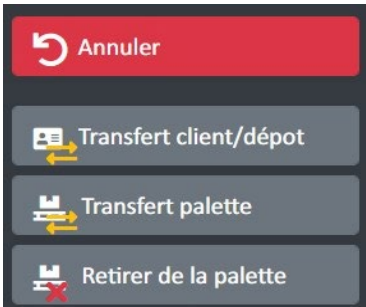 Annuler
Transfert client/dépot
Transfert palette
Retirer de la palette